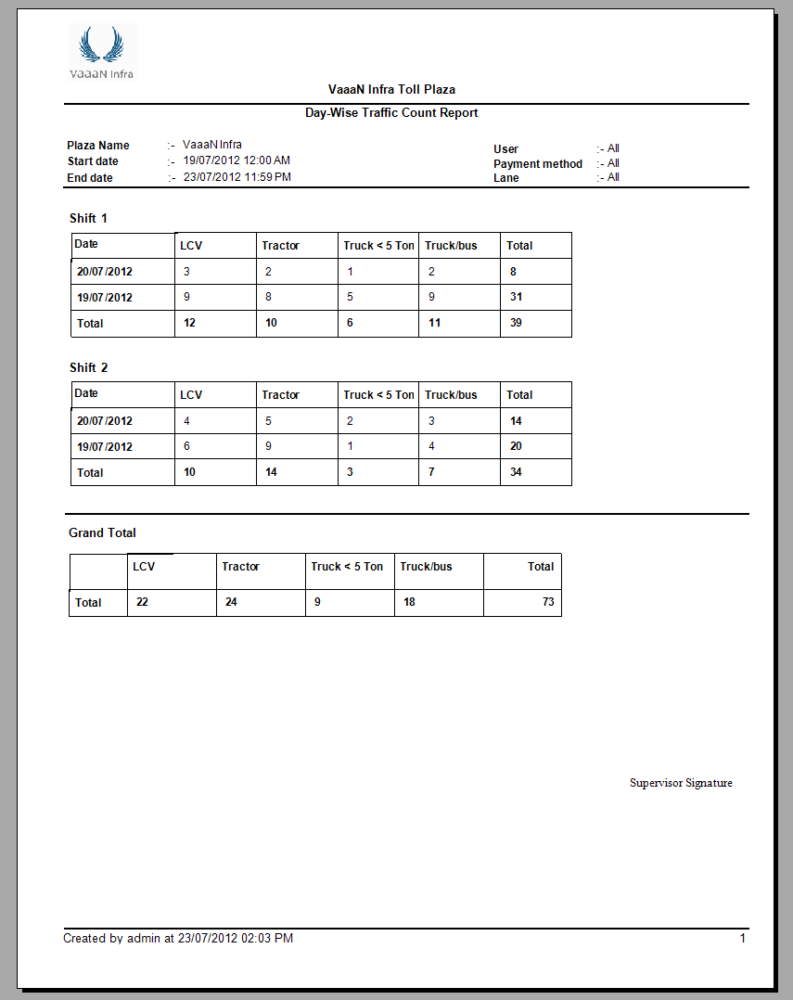 VaaaN Infra
VaaaN Infra Toll Plaza
Day-Wise Traffic Count Report
Plaza Name :- VaaaN Infra User :- All
Start date :- 19/07/2012 12:00 AM Payment method :- All
End date :- 23/07/2012 11:59 PM Lane :- All
Shift 1
Date LCV Tractor Truck < 5 Ton Truck/bus Total
20/07/2012 3 2 1 2 8
19/07/2012 9 8 5 9 31
Total 12 10 6 11 39
Shift 2
Date LCV Tractor Truck < 5 Ton Truck/bus Total
20/07/2012 4 5 2 3 14
19/07/2012 6 9 1 4 20
Total 10 14 3 7 34
Grand Total
LCV Tractor Truck < 5 Ton Truck/bus Total
Total 22 24 9 18 73
Supervisor Signature
Created by admin at 23/07/2012 02:03 PM 1